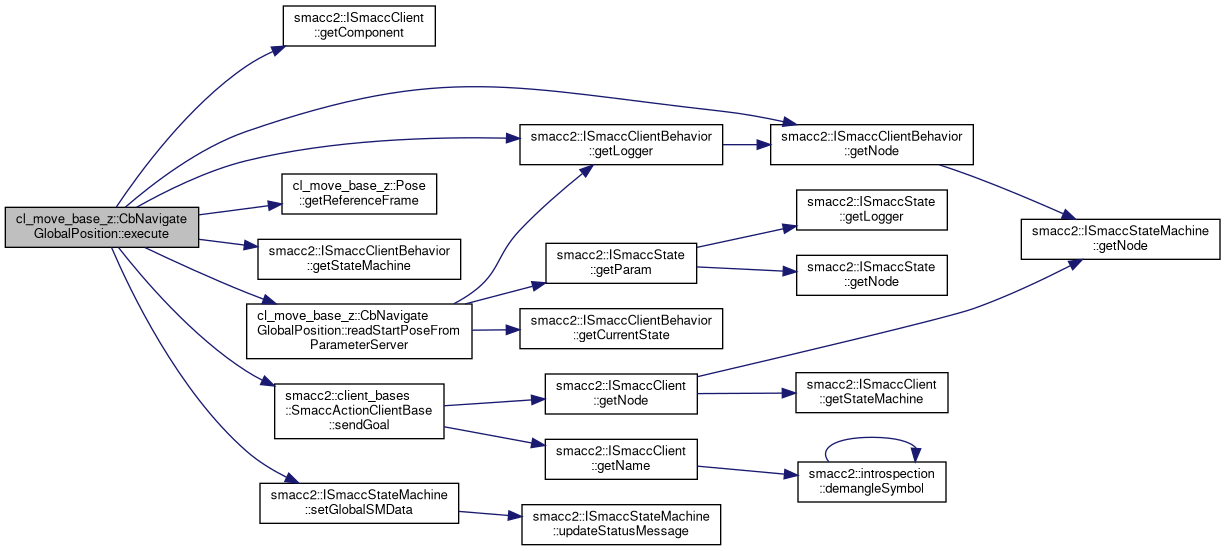 smacc2::ISmaccClient
::getComponent
smacc2::ISmaccClientBehavior
::getLogger
smacc2::ISmaccClientBehavior
::getNode
cl_move_base_z::CbNavigate
GlobalPosition::execute
cl_move_base_z::Pose
::getReferenceFrame
smacc2::ISmaccState
::getLogger
smacc2::ISmaccStateMachine
::getNode
smacc2::ISmaccClientBehavior
::getStateMachine
smacc2::ISmaccState
::getParam
smacc2::ISmaccState
::getNode
cl_move_base_z::CbNavigate
GlobalPosition::readStartPoseFrom
ParameterServer
smacc2::ISmaccClientBehavior
::getCurrentState
smacc2::client_bases
::SmaccActionClientBase
::sendGoal
smacc2::ISmaccClient
::getNode
smacc2::ISmaccClient
::getStateMachine
smacc2::ISmaccClient
::getName
smacc2::introspection
::demangleSymbol
smacc2::ISmaccStateMachine
::setGlobalSMData
smacc2::ISmaccStateMachine
::updateStatusMessage